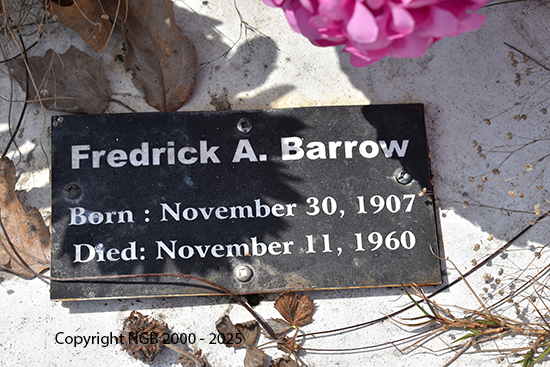 Fredrick A. Barrow
Born : November 30, 1907
Died: November 11, 1960
Copyright NGB 2000 - 2025